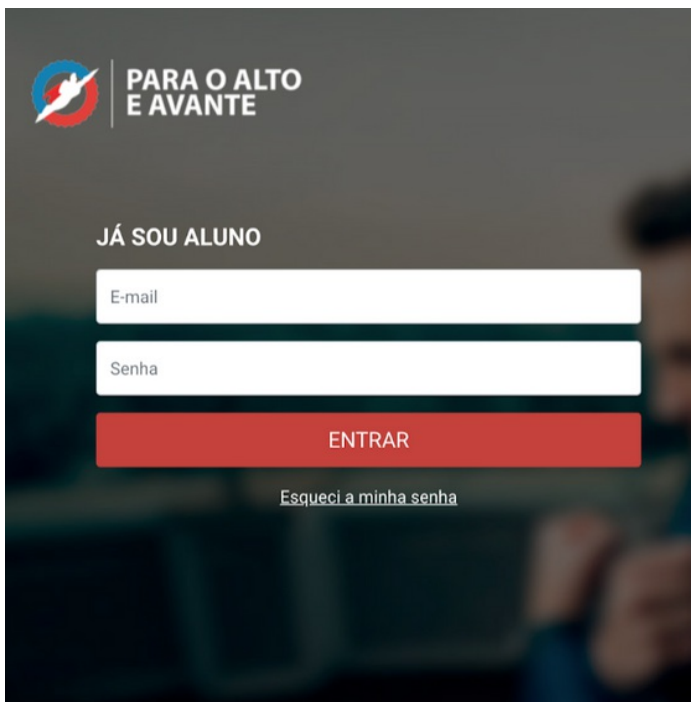 PARA O ALTO
E AVANTE
JÁ SOU ALUNO
E-mail
Senha
ENTRAR
Esqueci a minha senha